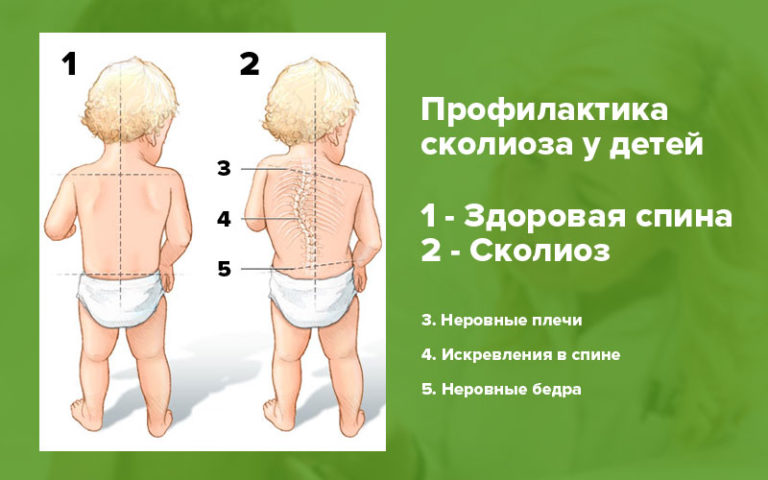 1
2
3
4
5
Профилактика
сколиоза у детей
1 - Здоровая спина
2 - Сколиоз
3. Неровные плечи
4. Искревления в спине
5. Неровные бедра